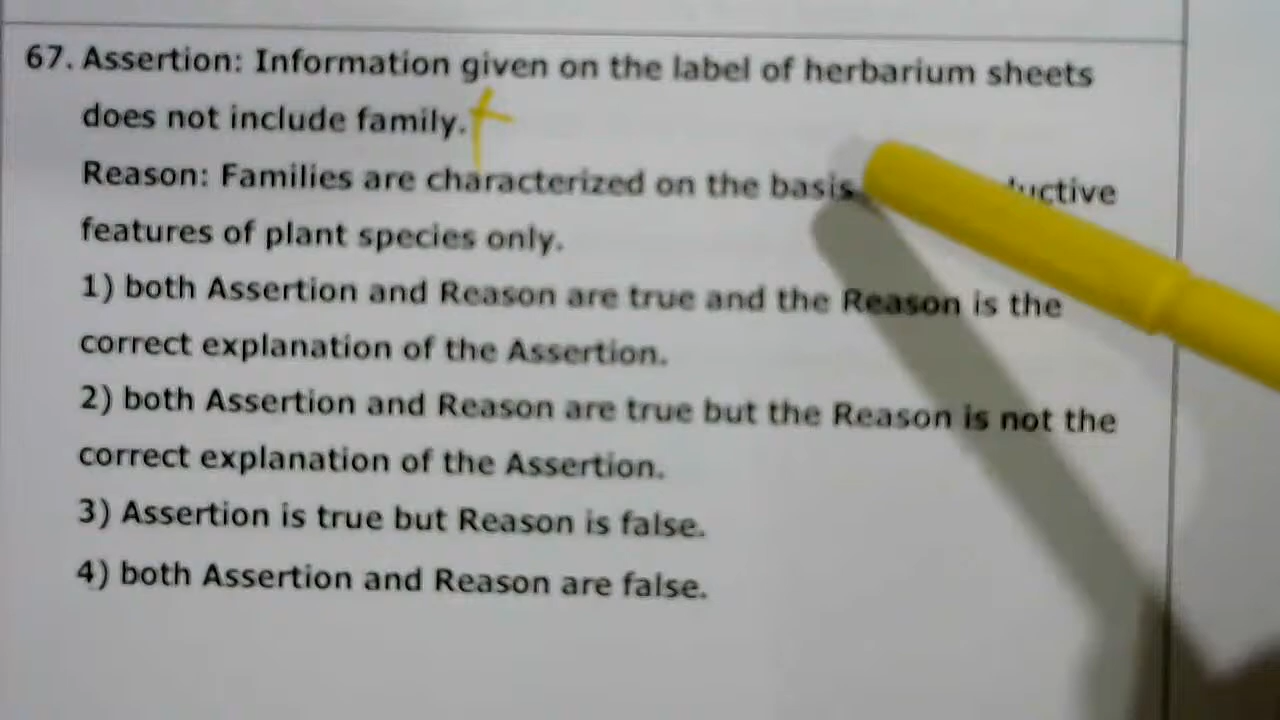 67. Assertion: Information given on the label of herbarium sheets
does not include family. f
Reason: Families are characterized on the basis
features of plant species only.
1) both Assertion and Reason are true and the Reason is the
correct explanation of the Assertion.
2) both Assertion and Reason are true but the Reason is not the
correct explanation of the Assertion.
3) Assertion is true but Reason is false.
4) both Assertion and Reason are false.